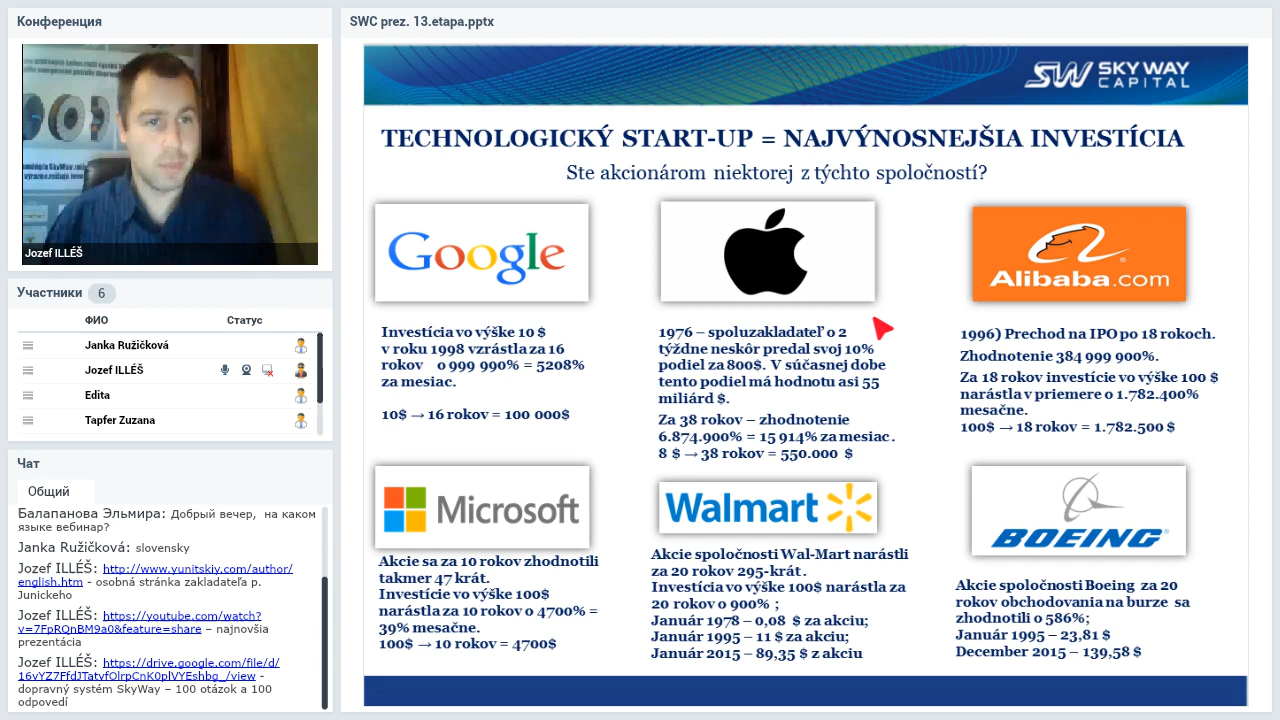 Конференция
Jozef ILLÉŠ
Участники 6
ФИО Статус
Janka Ružičková
Jozef ILLÉŠ
Edita
Tapfer Zuzana
Чат
Общий
Балапанова Эльмира: Добрый вечер, на каком
языке вебинар?
Janka Ružičková: slovensky
Jozef ILLÉŠ: http://www.yunitskiy.com/author/
english.htm - osobná stránka zakladateľa p.
Junickeho
Jozef ILLÉŠ: https://youtube.com/watch?
v=7FpRQnBM9a0&feature=share – najnovšia
prezentácia
Jozef ILLÉŠ: https://drive.google.com/file/d/
16vYZ7FfdJTatvfOlrpCnK0plVYEshbg_/view -
dopravný systém SkyWay – 100 otázok a 100
odpovedí
SWC prez. 13.etapa.pptx
SW SKY WAY
CAPITAL
TECHNOLOGICKÝ START-UP = NAJVÝNOSNEJŠIA INVESTÍCIA
Ste akcionárom niektorej z týchto spoločností?
Google
Investícia vo výške 10 $
v roku 1998 vzrástla za 16
rokov o 999 990% = 5208%
za mesiac.
10$ → 16 rokov = 100 000$
1976 – spoluzakladateľ o 2
týždne neskôr predal svoj 10%
podiel za 800$. V súčasnej dobe
tento podiel má hodnotu asi 55
miliárd $.
Za 38 rokov – zhodnotenie
6.874.900% = 15 914% za mesiac.
8 $ → 38 rokov = 550.000 $
Alibaba.com
1996) Prechod na IPO po 18 rokoch.
Zhodnotenie 384 999 900%.
Za 18 rokov investície vo výške 100 $
narástla v priemere o 1.782.400%
mesačne.
100$ → 18 rokov = 1.782.500 $
Microsoft
Akcie sa za 10 rokov zhodnotili
takmer 47 krát.
Investície vo výške 100$
narástla za 10 rokov o 4700% =
39% mesačne.
100$ → 10 rokov = 4700$
Walmart
Akcie spoločnosti Wal-Mart narástli
za 20 rokov 295-krát.
Investícia vo výške 100$ narástla za
20 rokov o 900% ;
Január 1978 – 0,08 $ za akciu;
Január 1995 – 11 $ za akciu;
Január 2015 – 89,35 $ z akciu
BOEING
Akcie spoločnosti Boeing za 20
rokov obchodovania na burze sa
zhodnotili o 586%;
Január 1995 – 23,81 $
December 2015 – 139,58 $